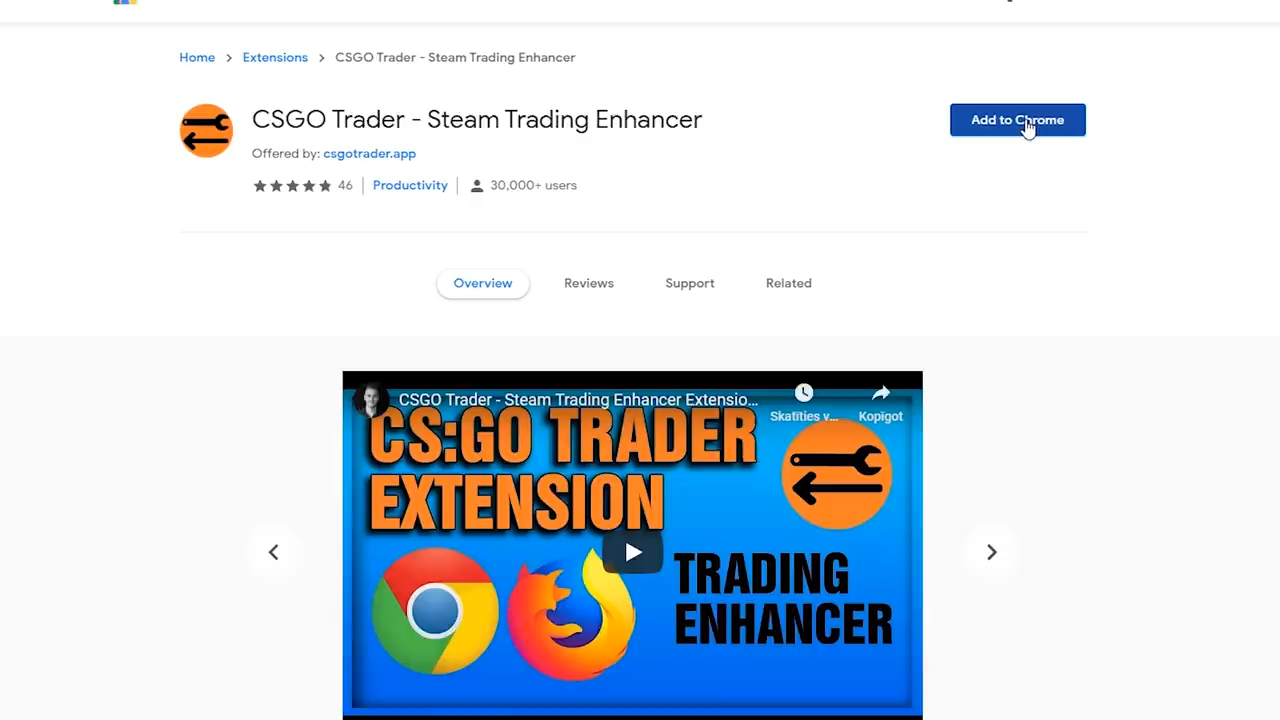 Home > Extensions > CSGO Trader - Steam Trading Enhancer
CSGO Trader - Steam Trading Enhancer
Add to Chrome
Offered by: csgotrader.app
46
Productivity
30,000+ users
Overview
Reviews
Support
Related
CSGO Trader - Steam Trading Enhancer Extensio...
Skatīties v...
Kopīgot
CS:GO TRADER
EXTENSION
TRADING
ENHANCER